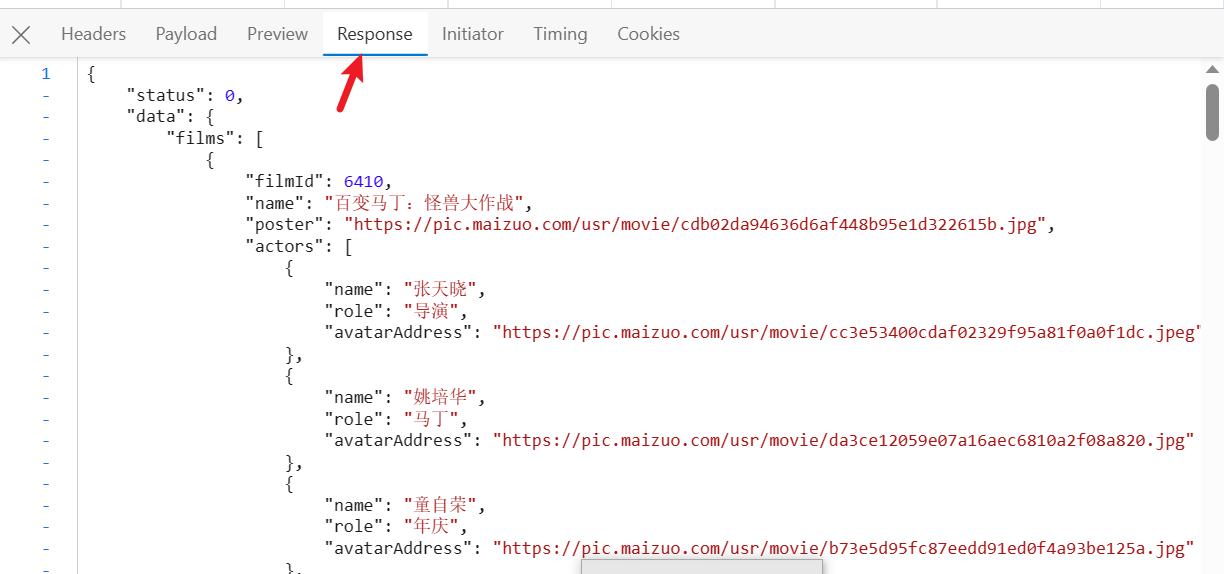 Headers Payload Preview Response Initiator Timing Cookies
1 {
- "status": 0,
- "data": {
- "films": [
- {
- "filmId": 6410,
- "name": "百变马丁：怪兽大作战",
- "poster": "https://pic.maizuo.com/usr/movie/cdb02da94636d6af448b95e1d322615b.jpg",
- "actors": [
- {
- "name": "张天晓",
- "role": "导演",
- "avatarAddress": "https://pic.maizuo.com/usr/movie/cc3e53400cdaf02329f95a81f0a0f1dc.jpeg"
- },
- {
- "name": "姚培华",
- "role": "马丁",
- "avatarAddress": "https://pic.maizuo.com/usr/movie/da3ce12059e07a16aec6810a2f08a820.jpg"
- },
- {
- "name": "童自荣",
- "role": "年庆",
- "avatarAddress": "https://pic.maizuo.com/usr/movie/b73e5d95fc87eedd91ed0f4a93be125a.jpg"
- },